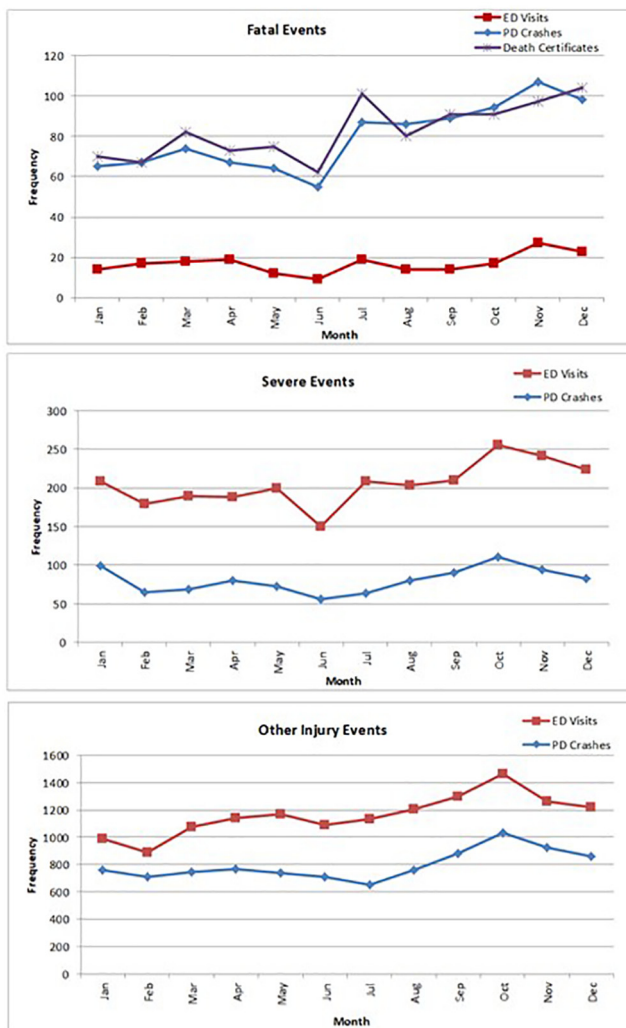 Fatal Events
ED Visits
PD Crashes
Death Certificates
120
100
80
60
40
20
0
Frequency
Jan Feb Mar Apr May Jun Jul Aug Sep Oct Nov Dec
Month
Severe Events
ED Visits
PD Crashes
300
250
200
150
100
50
0
Frequency
Jan Feb Mar Apr May Jun Jul Aug Sep Oct Nov Dec
Month
Other Injury Events
ED Visits
PD Crashes
1600
1400
1200
1000
800
600
400
200
0
Frequency
Jan Feb Mar Apr May Jun Jul Aug Sep Oct Nov Dec
Month